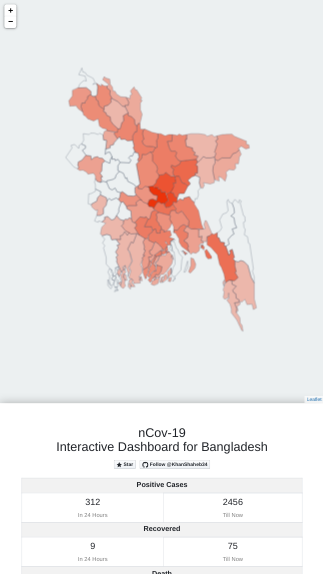 +
−
Leaflet
nCov-19
Interactive Dashboard for Bangladesh
Star Follow @KhanShaheb34
Positive Cases
312 2456
In 24 Hours Till Now
Recovered
9 75
In 24 Hours Till Now
Death